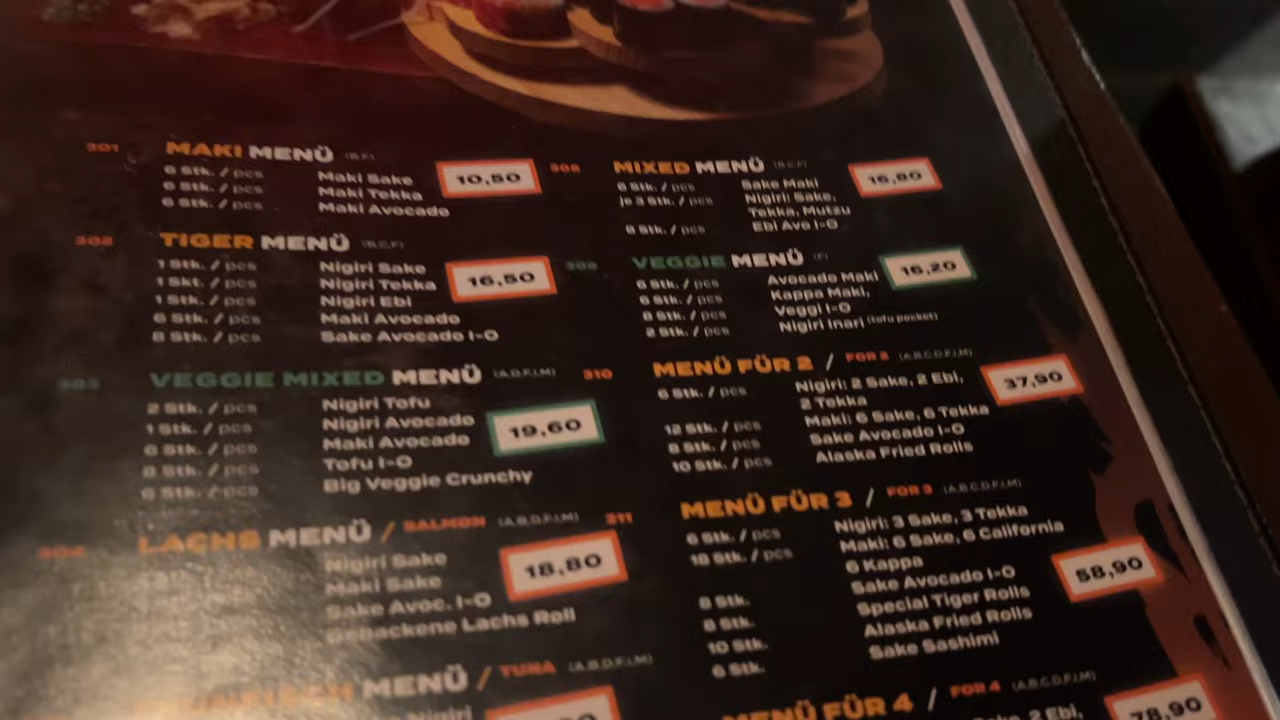 301 MAKI MENÜ (B.F)
6 Stk. / pcs Maki Sake
6 Stk. / pcs Maki Tekka
6 Stk. / pcs Maki Avocado
10,50
302 TIGER MENÜ (B.C.F)
1 Stk. / pcs Nigiri Sake
1 Skt. / pcs Nigiri Tekka
1 Stk. / pcs Nigiri Ebi
6 Stk. / pcs Maki Avocado
8 Stk. / pcs Sake Avocado I-O
16,50
303 VEGGIE MIXED MENÜ (A.D.F.I.M)
2 Stk. / pcs Nigiri Tofu
1 Stk. / pcs Nigiri Avocado
6 Stk. / pcs Maki Avocado
8 Stk. / pcs Tofu I-O
6 Stk. / pcs Big Veggie Crunchy
19,60
304 LACHS MENÜ / SALMON (A.B.D.F.I.M)
Nigiri Sake
Maki Sake
Sake Avoc. I-O
Gebackene Lachs Roll
18,80
MENÜ / TUNA (A.B.D.F.I.M)
Nigiri
MIXED MENÜ (B.C.F)
6 Stk. / pcs Sake Maki
je 3 Stk. / pcs Nigiri: Sake,
Tekka, Mutzu
8 Stk. / pcs Ebi Avo I-O
16,80
VEGGIE MENÜ (F)
6 Stk. / pcs Avocado Maki
6 Stk. / pcs Kappa Maki,
8 Stk. / pcs Veggi I-O
2 Stk. / pcs Nigiri Inari (tofu pocket)
16,20
310 MENÜ FÜR 2 / FOR 2 (A.B.C.D.F.I.M)
6 Stk. / pcs Nigiri: 2 Sake, 2 Ebi,
2 Tekka
12 Stk. / pcs Maki: 6 Sake, 6 Tekka
8 Stk. / pcs Sake Avocado I-O
10 Stk. / pcs Alaska Fried Rolls
37,90
311 MENÜ FÜR 3 / FOR 3 (A.B.C.D.F.I.M)
6 Stk. / pcs Nigiri: 3 Sake, 3 Tekka
18 Stk. / pcs Maki: 6 Sake, 6 California
6 Kappa
8 Stk. Sake Avocado I-O
8 Stk. Special Tiger Rolls
10 Stk. Alaska Fried Rolls
6 Stk. Sake Sashimi
58,90
MENÜ FÜR 4 / FOR 4 (A.B.C.D.F.I.M)
Sake, 2 Ebi,
78,90